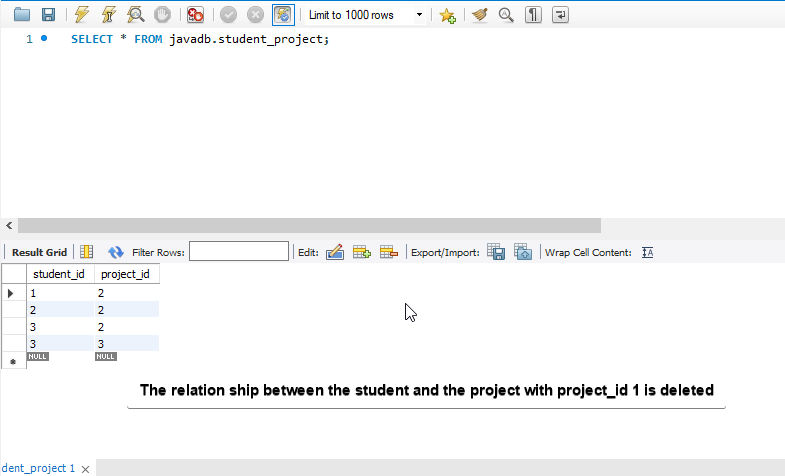 Limit to 1000 rows
1 SELECT * FROM javadb.student_project;
Result Grid Filter Rows: Edit: Export/Import: Wrap Cell Content: IA
student_id project_id
1 2
2 2
3 2
3 3
NULL NULL
The relation ship between the student and the project with project_id 1 is deleted
dent_project 1